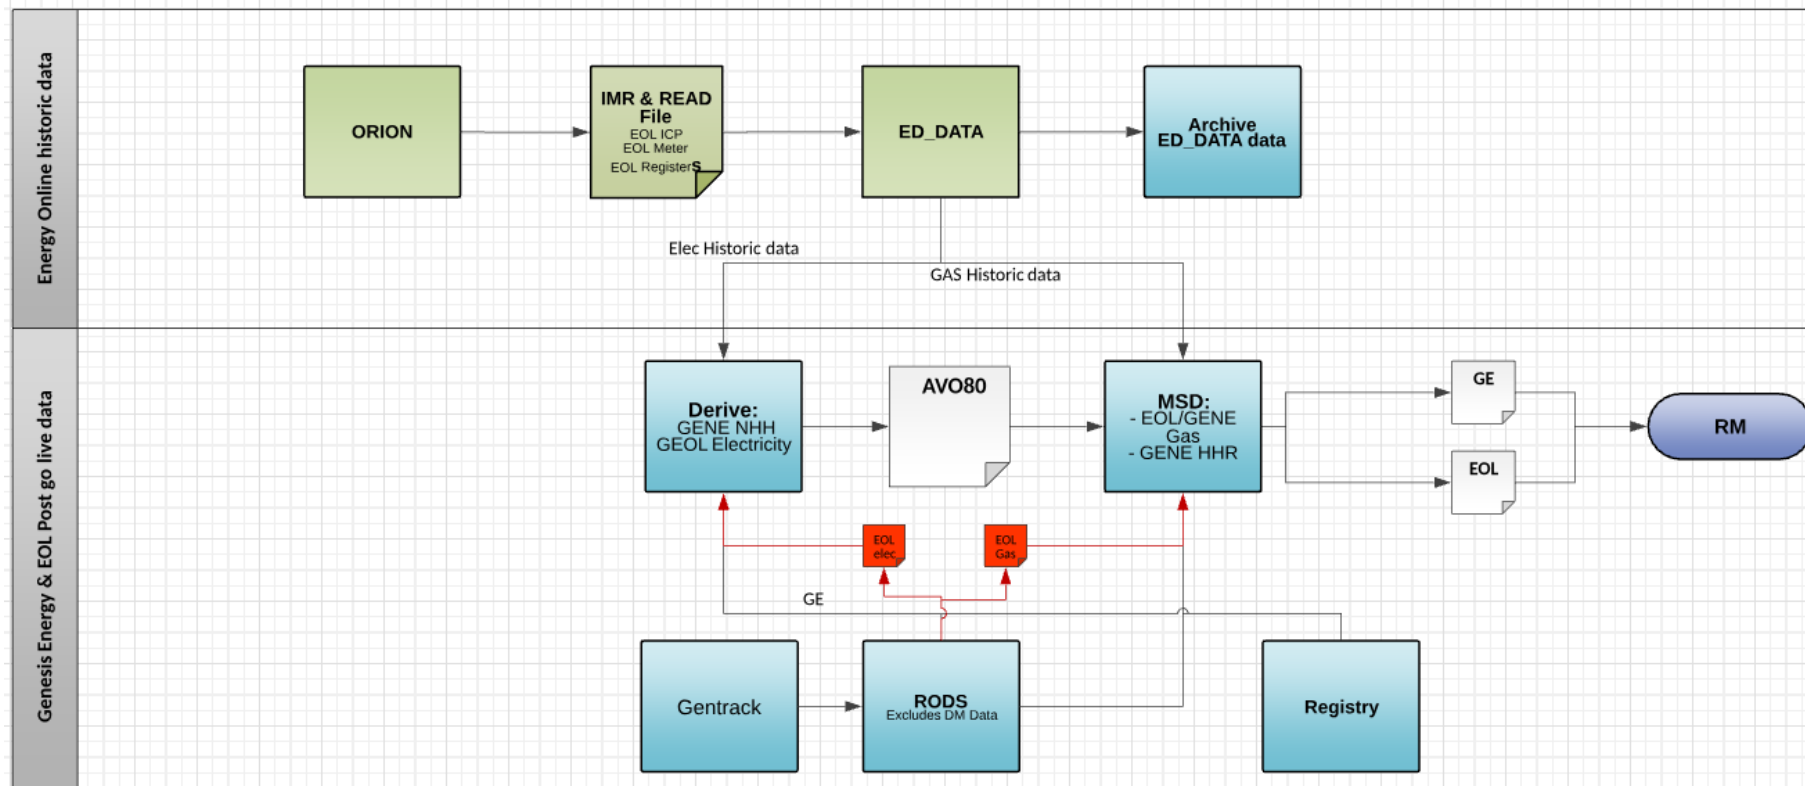 Energy Online historic data
ORION
IMR & READ
File
EOL ICP
EOL Meter
EOL Registers
ED_DATA
Archive
ED_DATA data
Elec Historic data
GAS Historic data
Genesis Energy & EOL Post go live data
Derive:
GENE NHH
GEOL Electricity
AVO80
MSD:
- EOL/GENE
Gas
- GENE HHR
GE
EOL
RM
EOL
elec
EOL
Gas
GE
Gentrack
RODS
Excludes DM Data
Registry